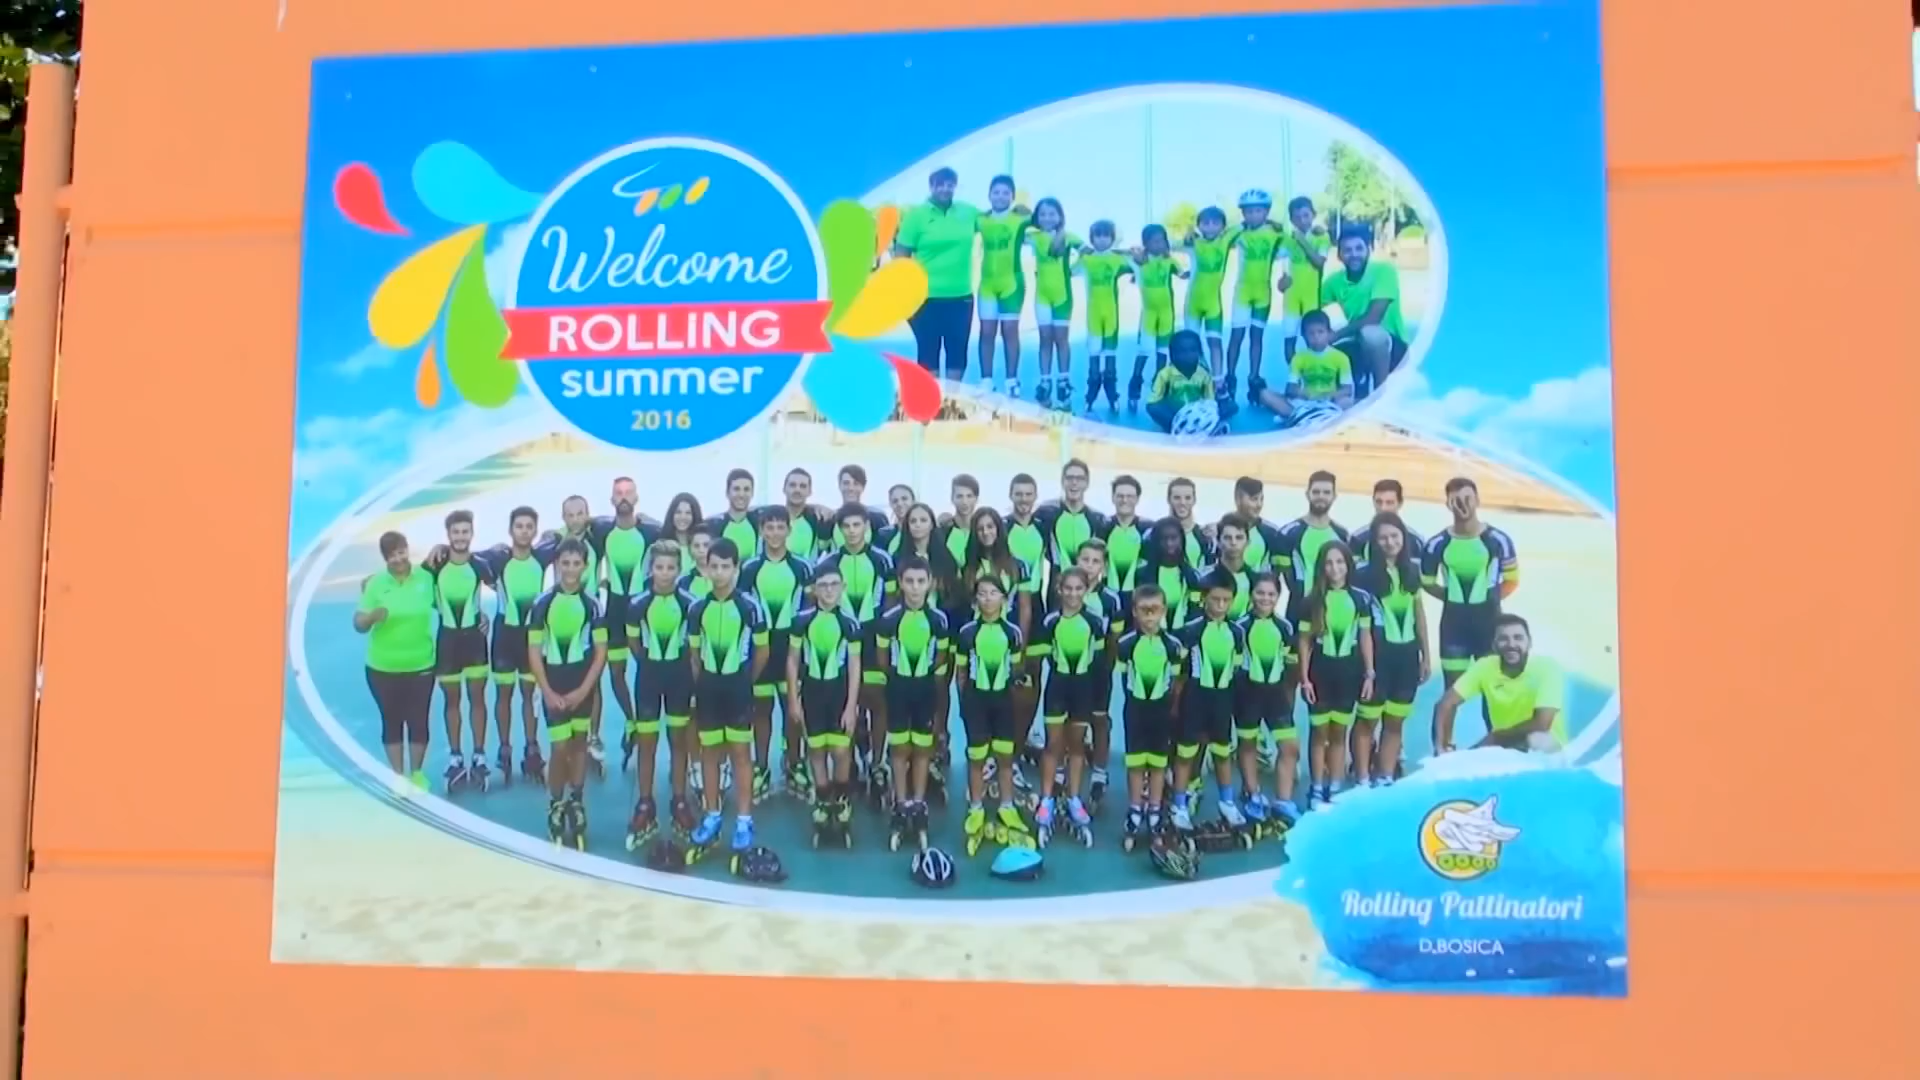 Welcome
ROLLING
summer
2016
Rolling Pattinatori
D.BOSICA